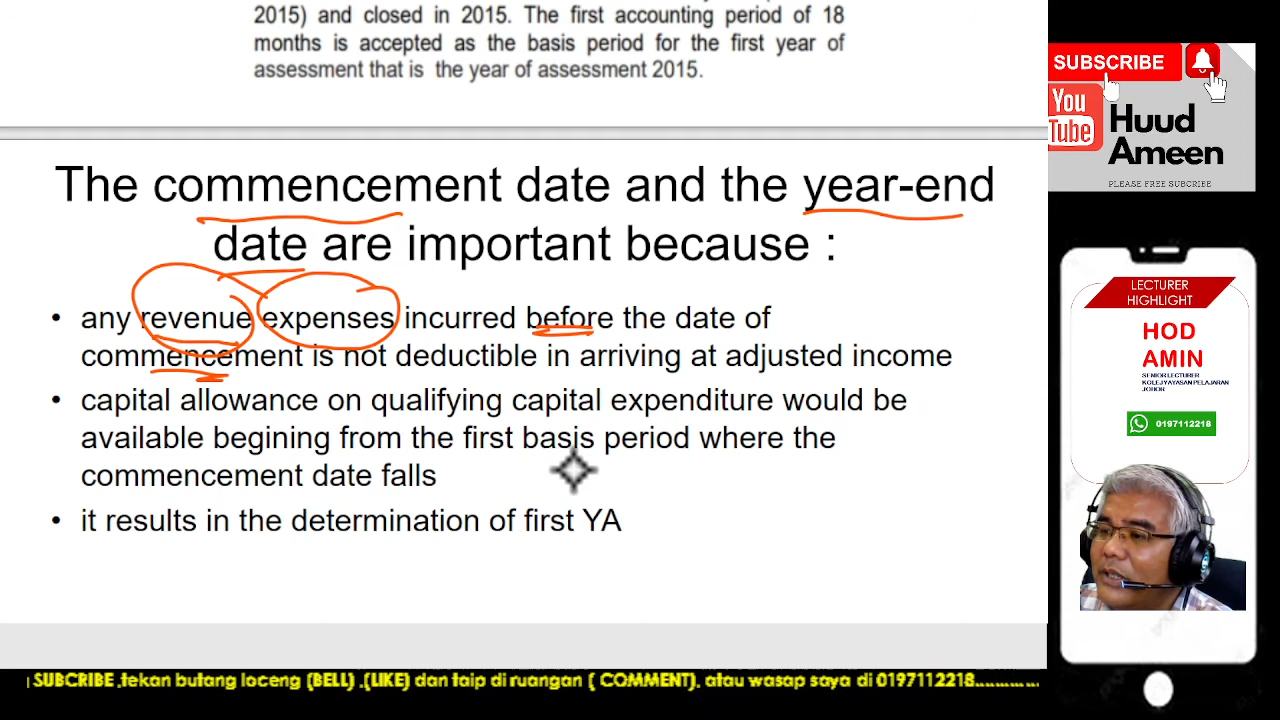 2015) and closed in 2015. The first accounting period of 18
months is accepted as the basis period for the first year of
assessment that is the year of assessment 2015.
The commencement date and the year-end
date are important because :
• any revenue expenses incurred before the date of
commencement is not deductible in arriving at adjusted income
• capital allowance on qualifying capital expenditure would be
available begining from the first basis period where the
commencement date falls
• it results in the determination of first YA
SUBSCRIBE
You
Tube
Huud
Ameen
PLEASE FREE SUBCRIBE
LECTURER
HIGHLIGHT
HOD
AMIN
SENIOR LECTURER
KOLEJ YAYASAN PELAJARAN
JOHOR
0197112218
SUBCRIBE ,tekan butang loceng (BELL) ,(LIKE) dan taip di ruangan ( COMMENT), atau wasap saya di 0197112218..............